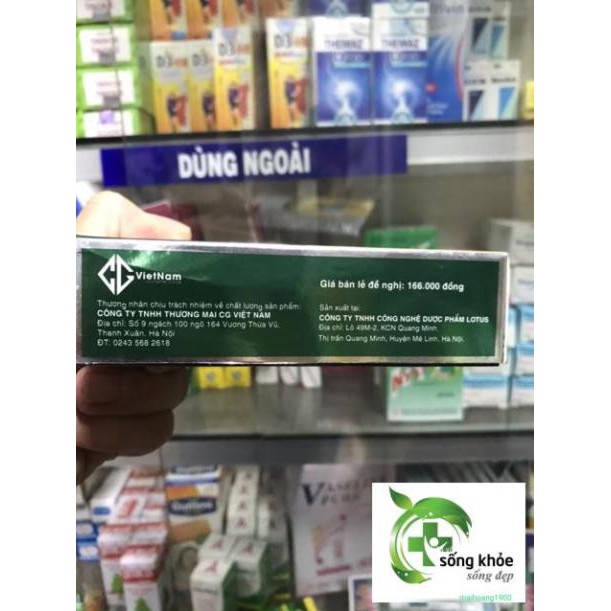 D3
THEWAZ
DÙNG NGOÀI
CG VietNam
Thương nhân chịu trách nhiệm về chất lượng sản phẩm:
CÔNG TY TNHH THƯƠNG MẠI CG VIỆT NAM
Địa chỉ: Số 9 ngách 100 ngõ 164 Vương Thừa Vũ,
Thanh Xuân, Hà Nội
ĐT: 0243 568 2618
Giá bán lẻ đề nghị: 166.000 đồng
Sản xuất tại:
CÔNG TY TNHH CÔNG NGHỆ DƯỢC PHẨM LOTUS
Địa chỉ: Lô 49M-2, KCN Quang Minh,
Thị trấn Quang Minh, Huyện Mê Linh, Hà Nội.
PURE
sống khỏe
sống đẹp
maihoang1980